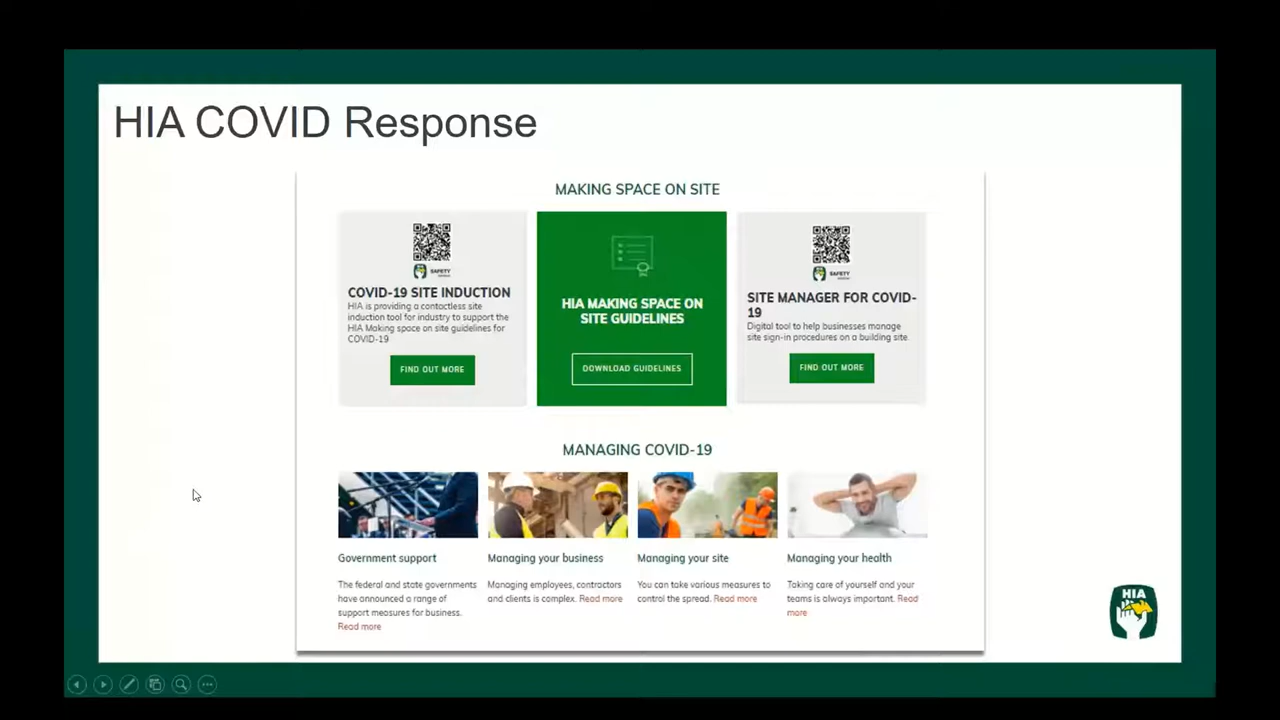 HIA COVID Response
MAKING SPACE ON SITE
SAFETY
COVID-19 SITE INDUCTION
HIA is providing a contactless site
induction tool for industry to support the
HIA Making space on site guidelines for
COVID-19
FIND OUT MORE
HIA MAKING SPACE ON
SITE GUIDELINES
DOWNLOAD GUIDELINES
SAFETY
SITE MANAGER FOR COVID-
19
Digital tool to help businesses manage
site sign-in procedures on a building site.
FIND OUT MORE
MANAGING COVID-19
Government support
The federal and state governments
have announced a range of
support measures for business.
Read more
Managing your business
Managing employees, contractors
and clients is complex. Read more
Managing your site
You can take various measures to
control the spread. Read more
Managing your health
Taking care of yourself and your
teams is always important. Read
more
HIA